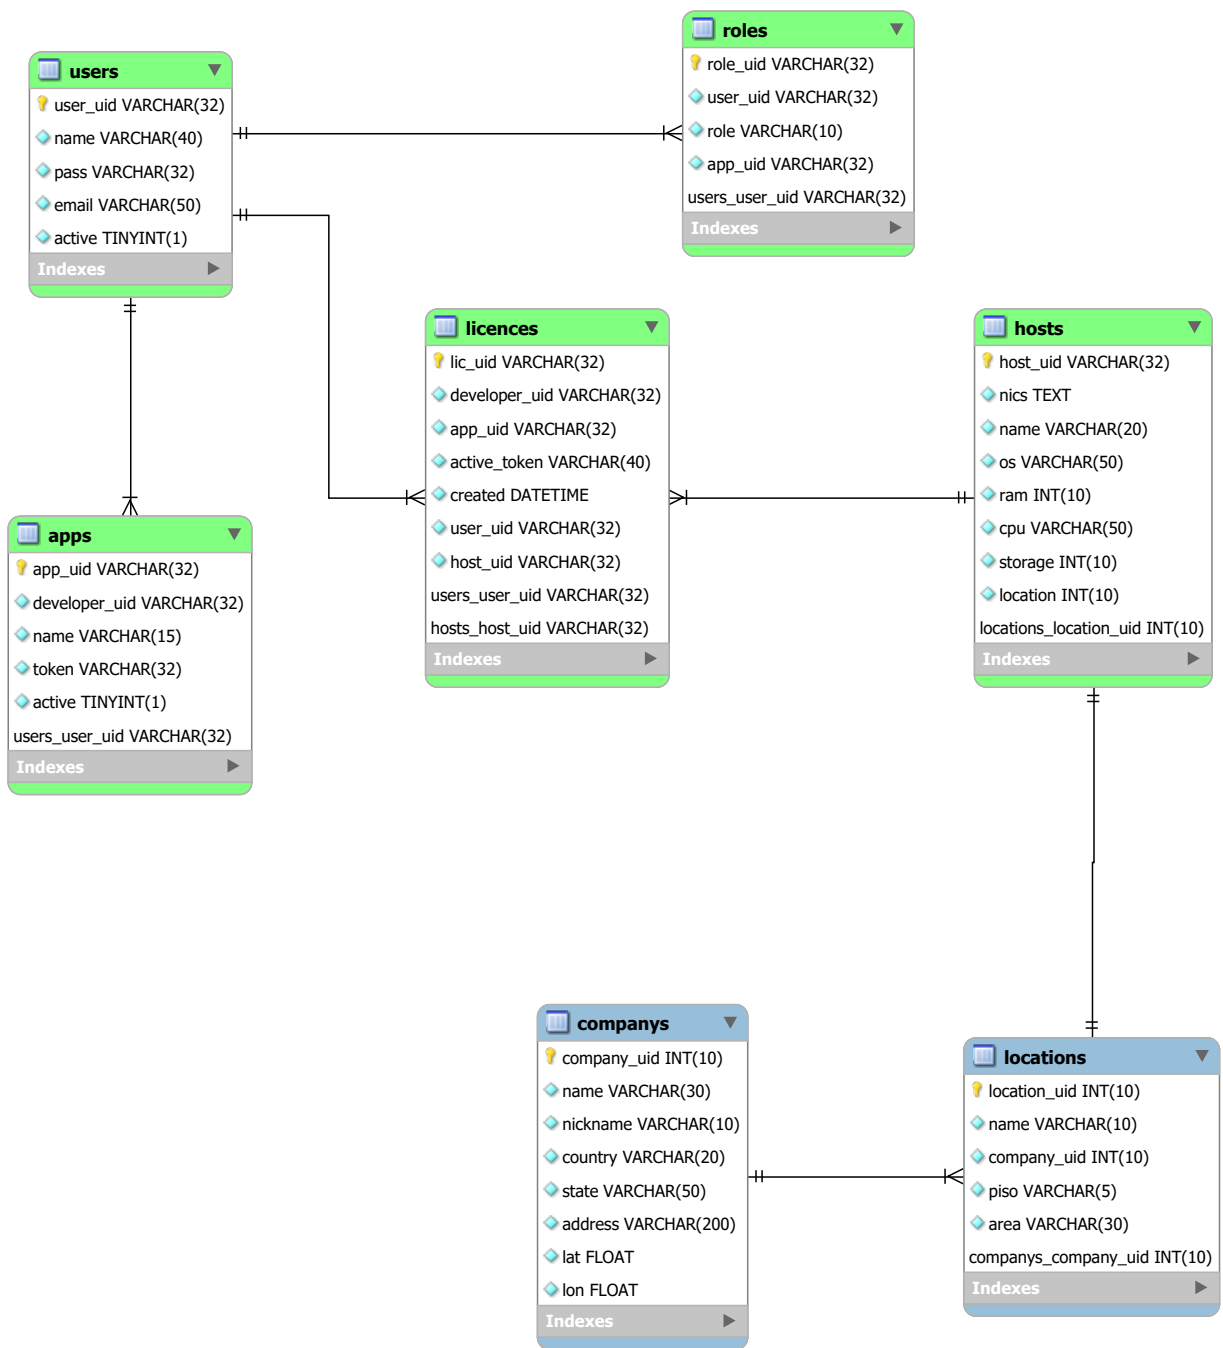 users
user_uid VARCHAR(32)
name VARCHAR(40)
pass VARCHAR(32)
email VARCHAR(50)
active TINYINT(1)
Indexes
roles
role_uid VARCHAR(32)
user_uid VARCHAR(32)
role VARCHAR(10)
app_uid VARCHAR(32)
users_user_uid VARCHAR(32)
Indexes
licences
lic_uid VARCHAR(32)
developer_uid VARCHAR(32)
app_uid VARCHAR(32)
active_token VARCHAR(40)
created DATETIME
user_uid VARCHAR(32)
host_uid VARCHAR(32)
users_user_uid VARCHAR(32)
hosts_host_uid VARCHAR(32)
Indexes
hosts
host_uid VARCHAR(32)
nics TEXT
name VARCHAR(20)
os VARCHAR(50)
ram INT(10)
cpu VARCHAR(50)
storage INT(10)
location INT(10)
locations_location_uid INT(10)
Indexes
apps
app_uid VARCHAR(32)
developer_uid VARCHAR(32)
name VARCHAR(15)
token VARCHAR(32)
active TINYINT(1)
users_user_uid VARCHAR(32)
Indexes
companys
company_uid INT(10)
name VARCHAR(30)
nickname VARCHAR(10)
country VARCHAR(20)
state VARCHAR(50)
address VARCHAR(200)
lat FLOAT
lon FLOAT
Indexes
locations
location_uid INT(10)
name VARCHAR(10)
company_uid INT(10)
piso VARCHAR(5)
area VARCHAR(30)
companys_company_uid INT(10)
Indexes